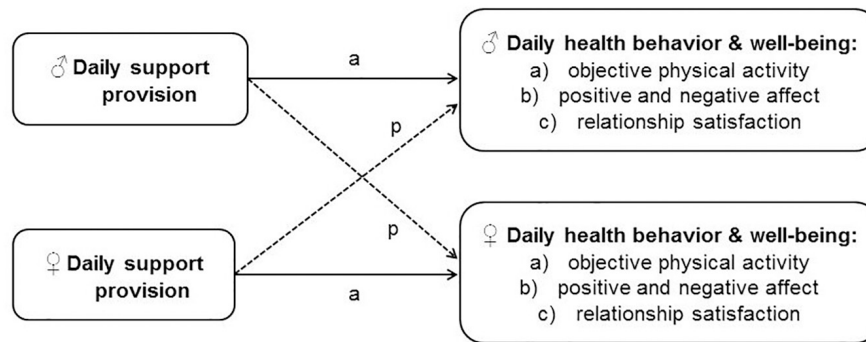 ♂ Daily support
provision
a
♂ Daily health behavior & well-being:
a) objective physical activity
b) positive and negative affect
c) relationship satisfaction
p
p
♀ Daily support
provision
a
♀ Daily health behavior & well-being:
a) objective physical activity
b) positive and negative affect
c) relationship satisfaction